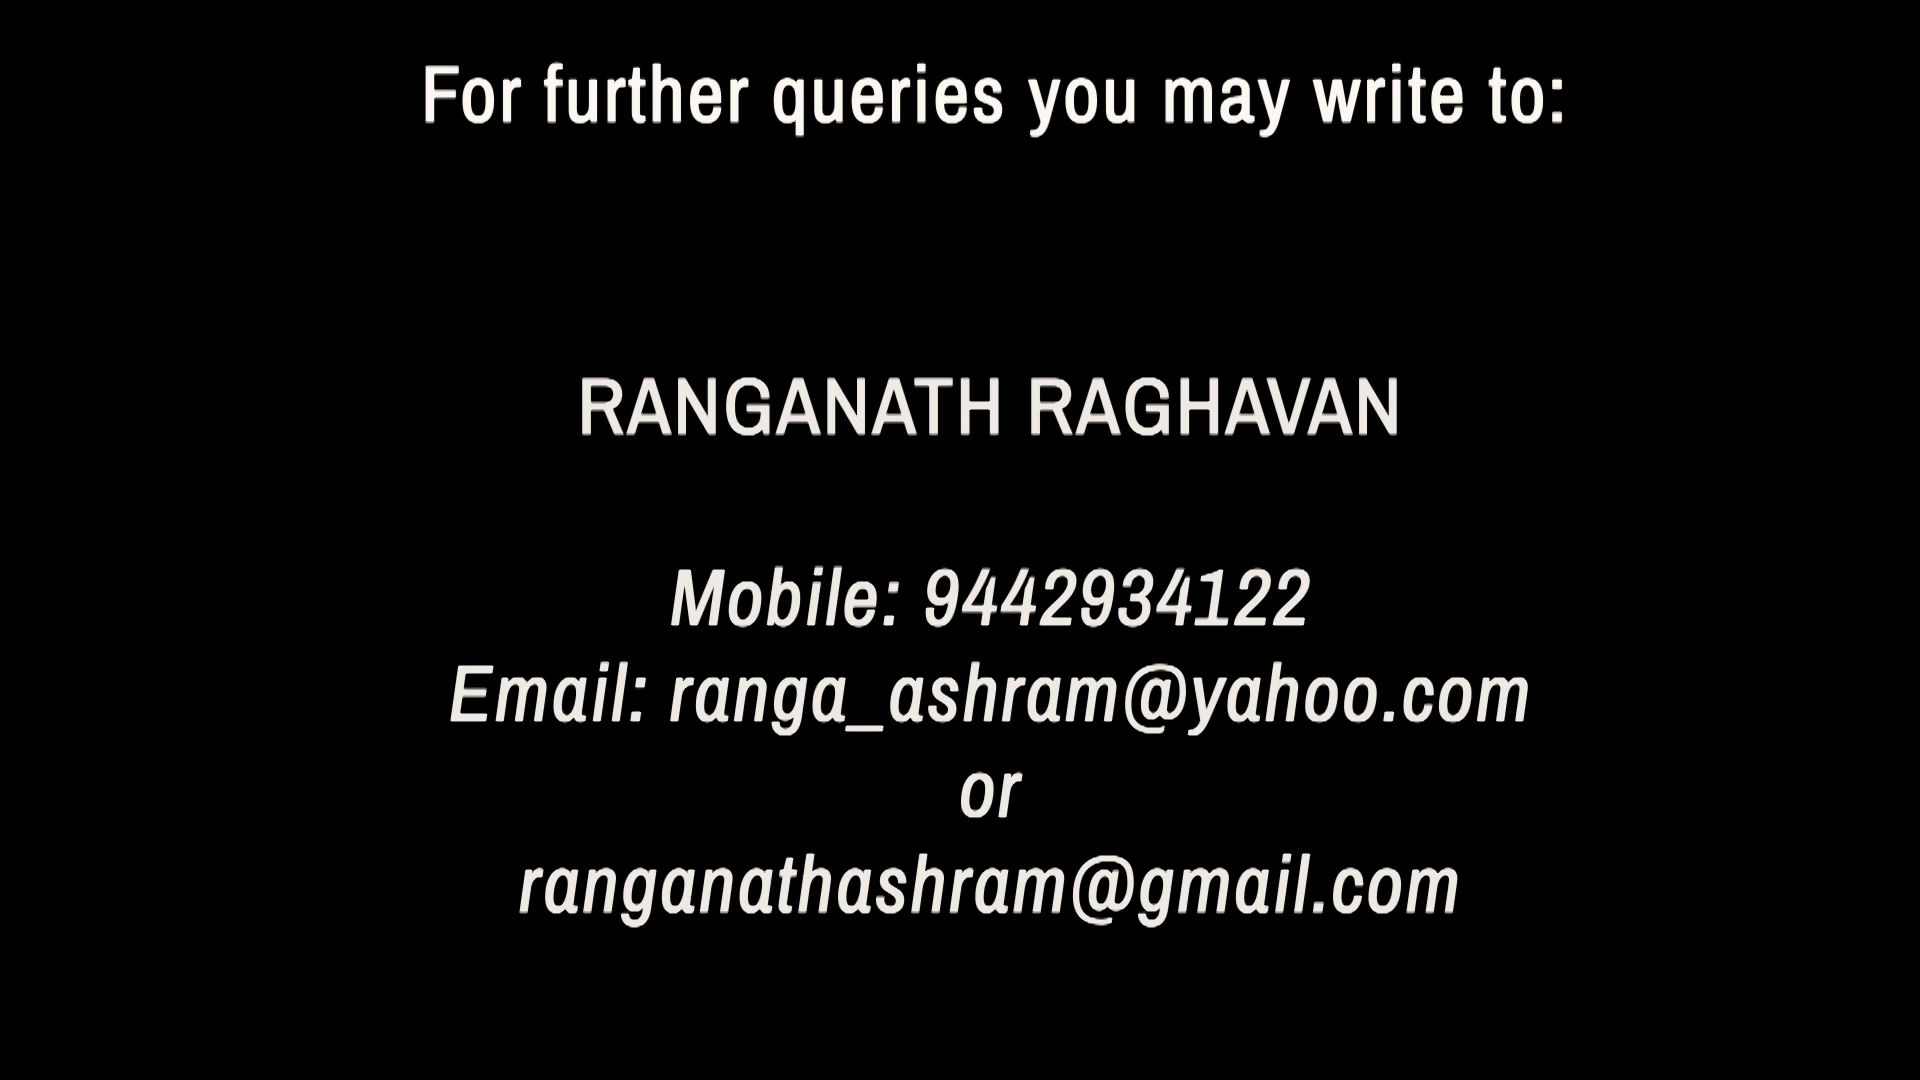 For further queries you may write to:
RANGANATH RAGHAVAN
Mobile: 9442934122
Email: ranga_ashram@yahoo.com
or
ranganathashram@gmail.com